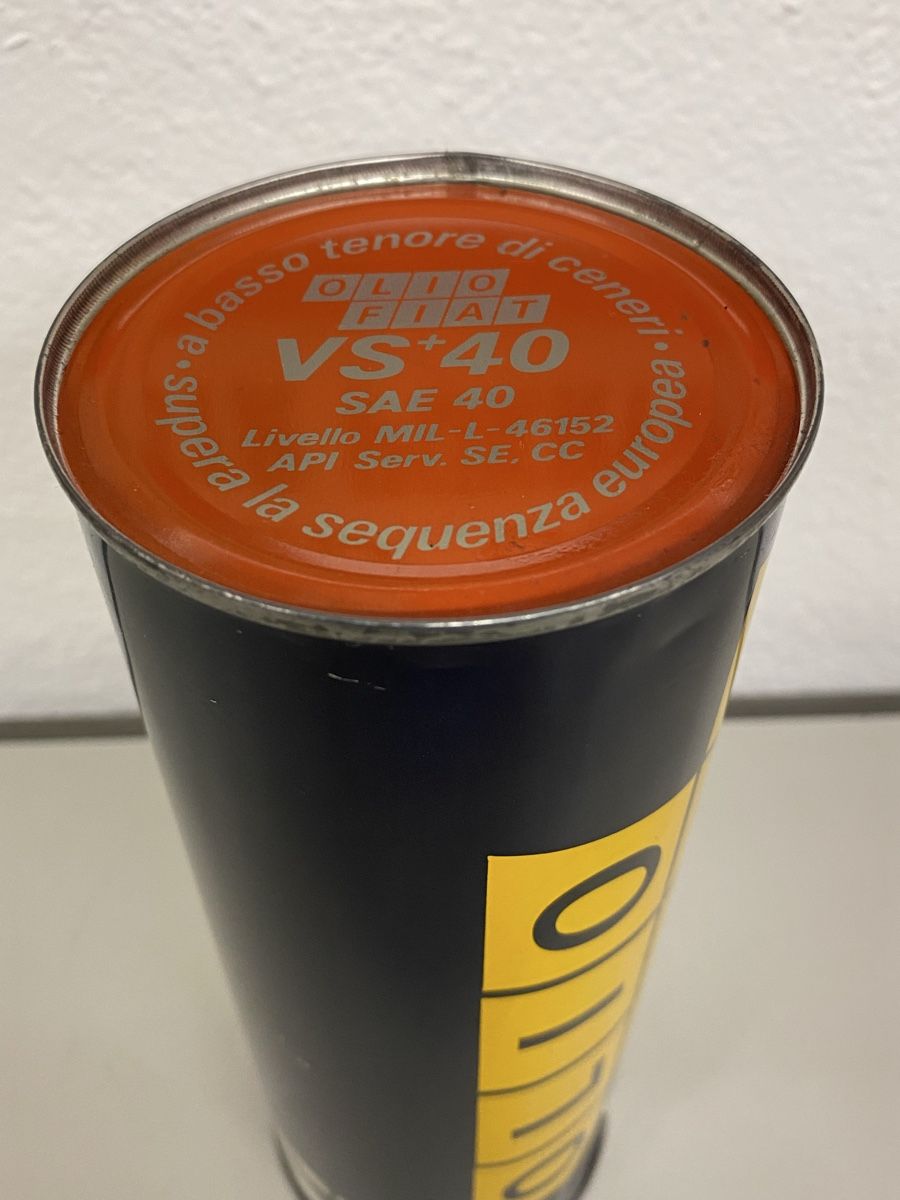 • a basso tenore di ceneri •
OLIO
FIAT
VS+40
SAE 40
Livello MIL-L-46152
API Serv. SE, CC
supera la sequenza europea
OLIO